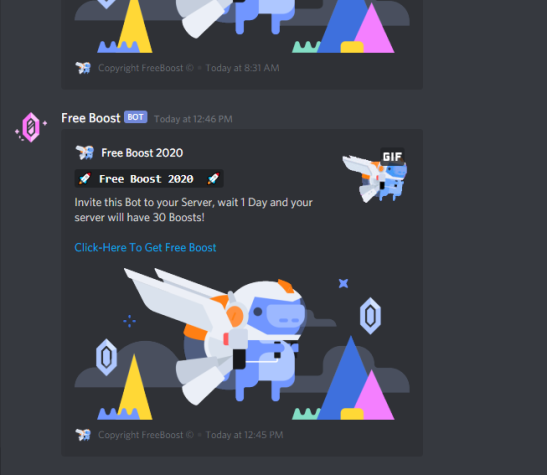 Copyright FreeBoost © • Today at 8:31 AM
Free Boost BOT Today at 12:46 PM
Free Boost 2020
GIF
Free Boost 2020
Invite this Bot to your Server, wait 1 Day and your
server will have 30 Boosts!
Click-Here To Get Free Boost
Copyright FreeBoost © • Today at 12:45 PM